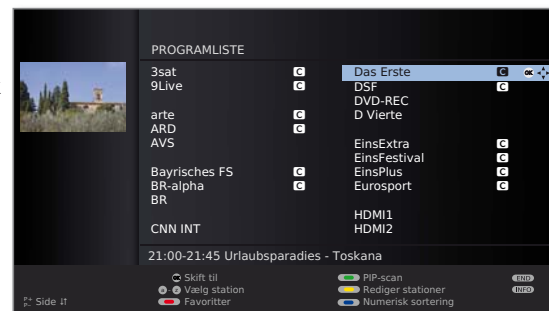 PROGRAMLISTE
3sat C
9Live C
arte C
ARD C
AVS
Bayrisches FS C
BR-alpha C
BR
CNN INT
Das Erste C OK
DSF C
DVD-REC
D Vierte
EinsExtra C
EinsFestival C
EinsPlus C
Eurosport C
HDMI1
HDMI2
21:00-21:45 Urlaubsparadies - Toskana
OK Skift til
Vælg station
Favoritter
PIP-scan
Rediger stationer
Numerisk sortering
END
INFO
P+ P- Side